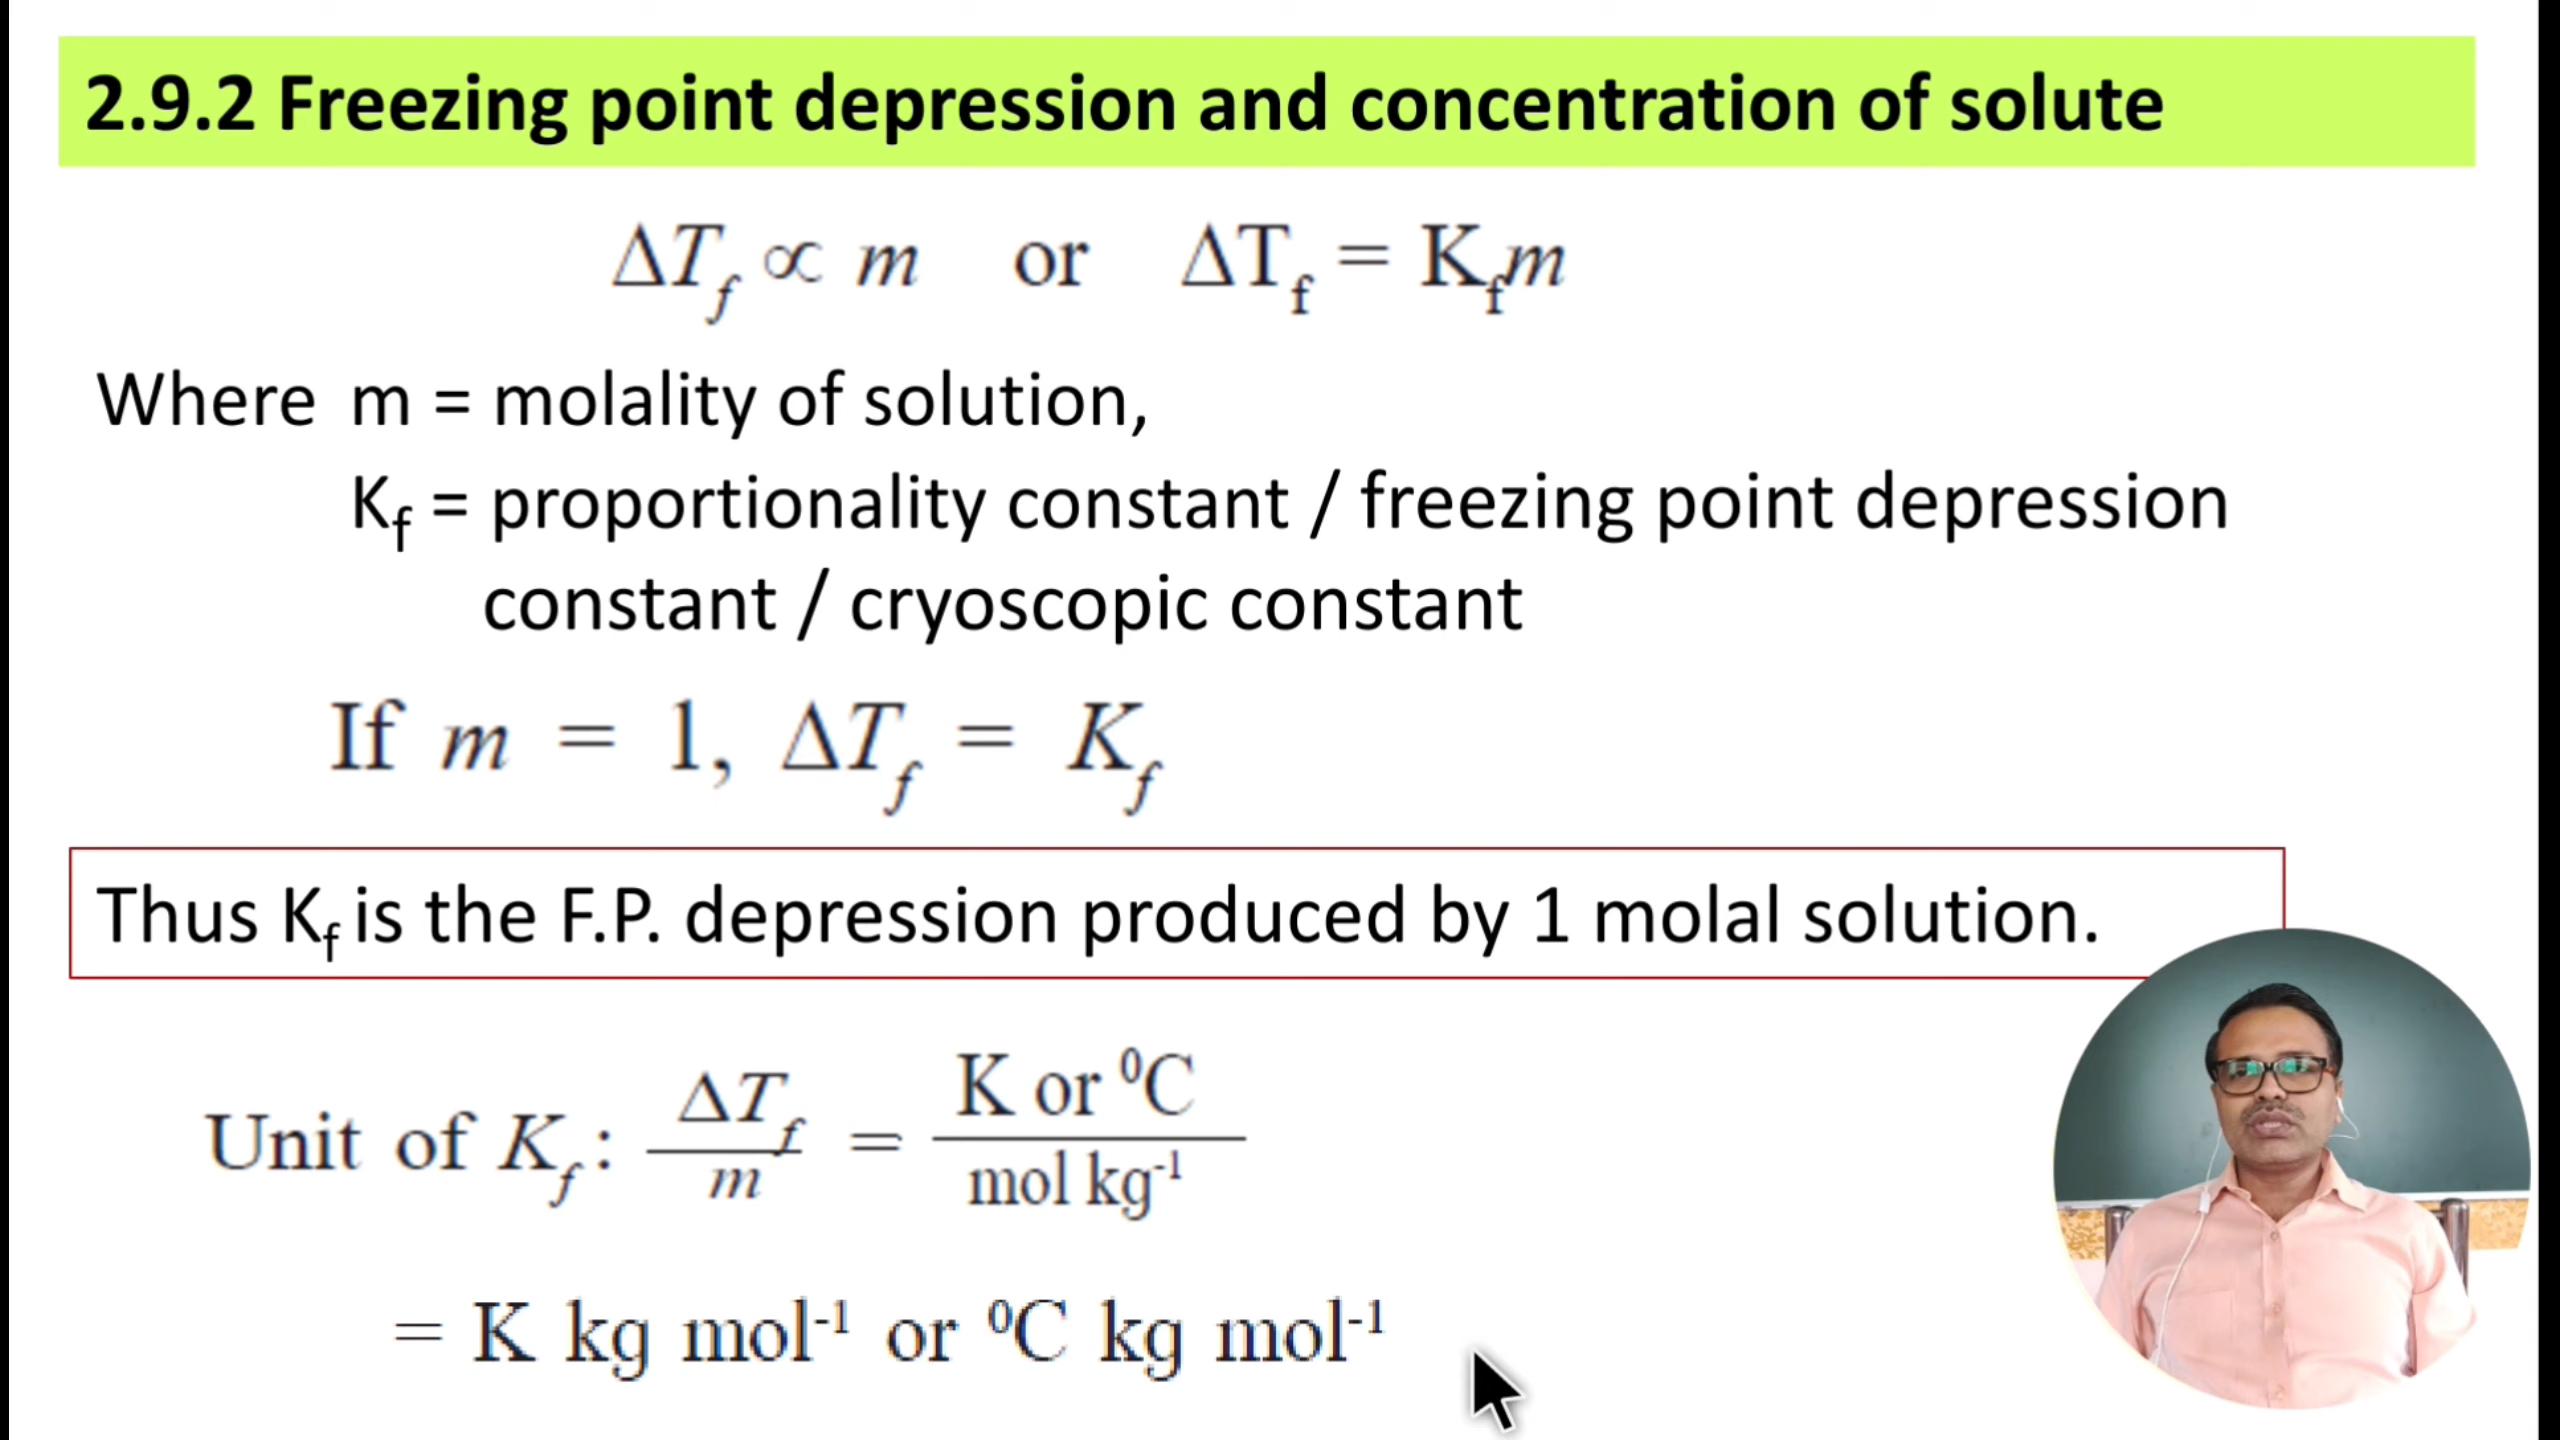 2.9.2 Freezing point depression and concentration of solute
ΔT_f ∝ m or ΔT_f = K_f m
Where m = molality of solution,
K_f = proportionality constant / freezing point depression
constant / cryoscopic constant
If m = 1, ΔT_f = K_f
Thus K_f is the F.P. depression produced by 1 molal solution.
Unit of K_f : ΔT_f / m = K or ⁰C / mol kg⁻¹
= K kg mol⁻¹ or ⁰C kg mol⁻¹